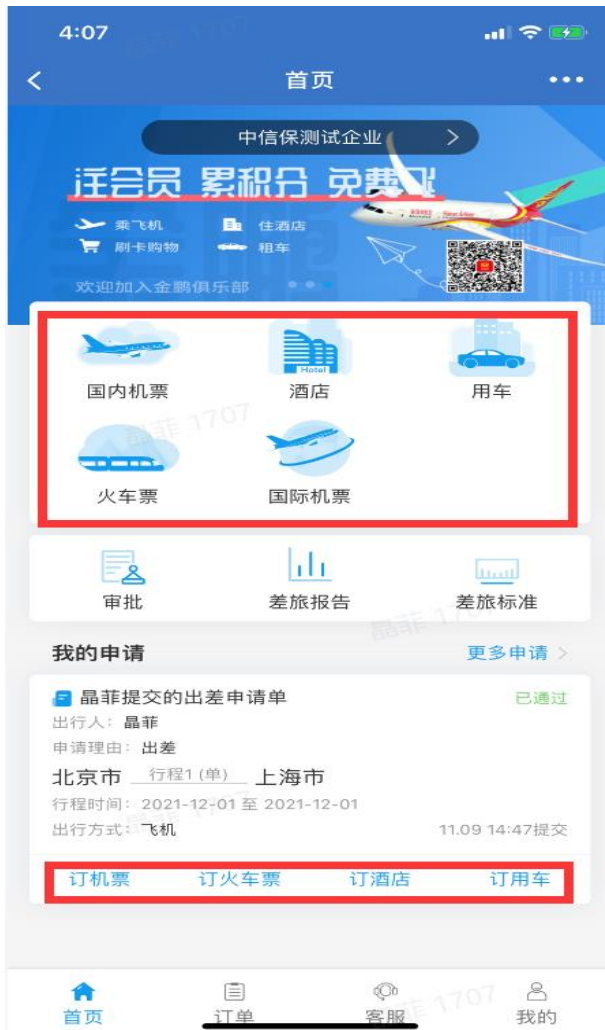 4:07
首页
中信保测试企业
注会员 累积分 免费飞
乘飞机 住酒店
刷卡购物 租车
欢迎加入金鹏俱乐部
国内机票 酒店 用车
Hotel
火车票 国际机票
晶菲 1707
审批 差旅报告 差旅标准
我的申请 更多申请
晶菲提交的出差申请单 已通过
出行人：晶菲
申请理由：出差
北京市 行程1 (单) 上海市
行程时间：2021-12-01 至 2021-12-01
出行方式：飞机 11.09 14:47提交
订机票 订火车票 订酒店 订用车
首页 订单 客服 我的